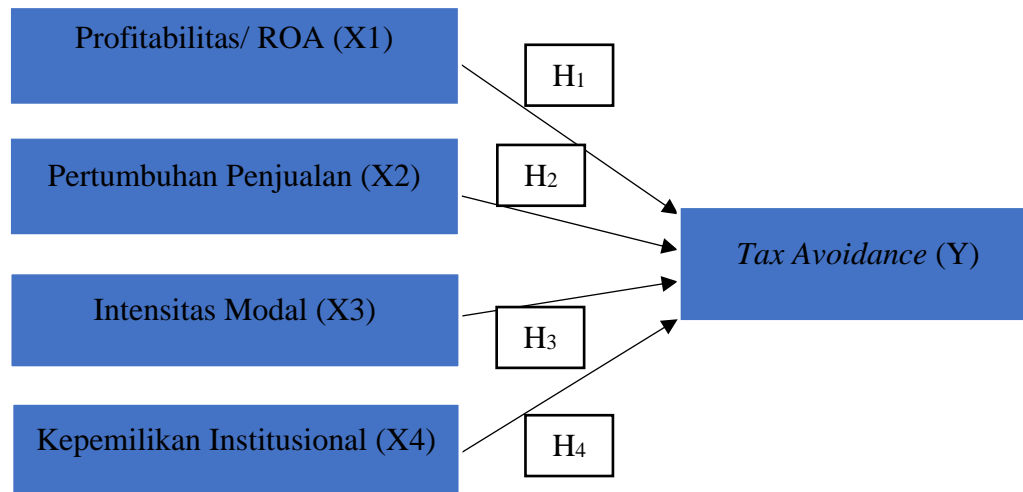 Profitabilitas/ ROA (X1)
H1
Pertumbuhan Penjualan (X2)
H2
Tax Avoidance (Y)
Intensitas Modal (X3)
H3
Kepemilikan Institusional (X4)
H4